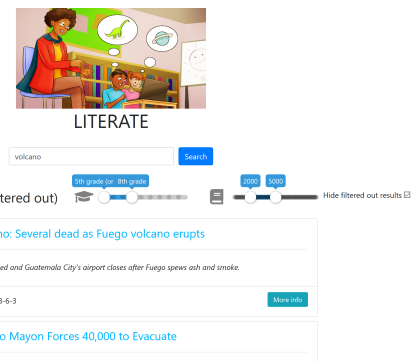 LITERATE
volcano
Search
5th grade (or 8th grade
2000 5000
tered out)
Hide filtered out results
no: Several dead as Fuego volcano erupts
ed and Guatemala City's airport closes after Fuego spews ash and smoke.
-6-3
More info
o Mayon Forces 40,000 to Evacuate